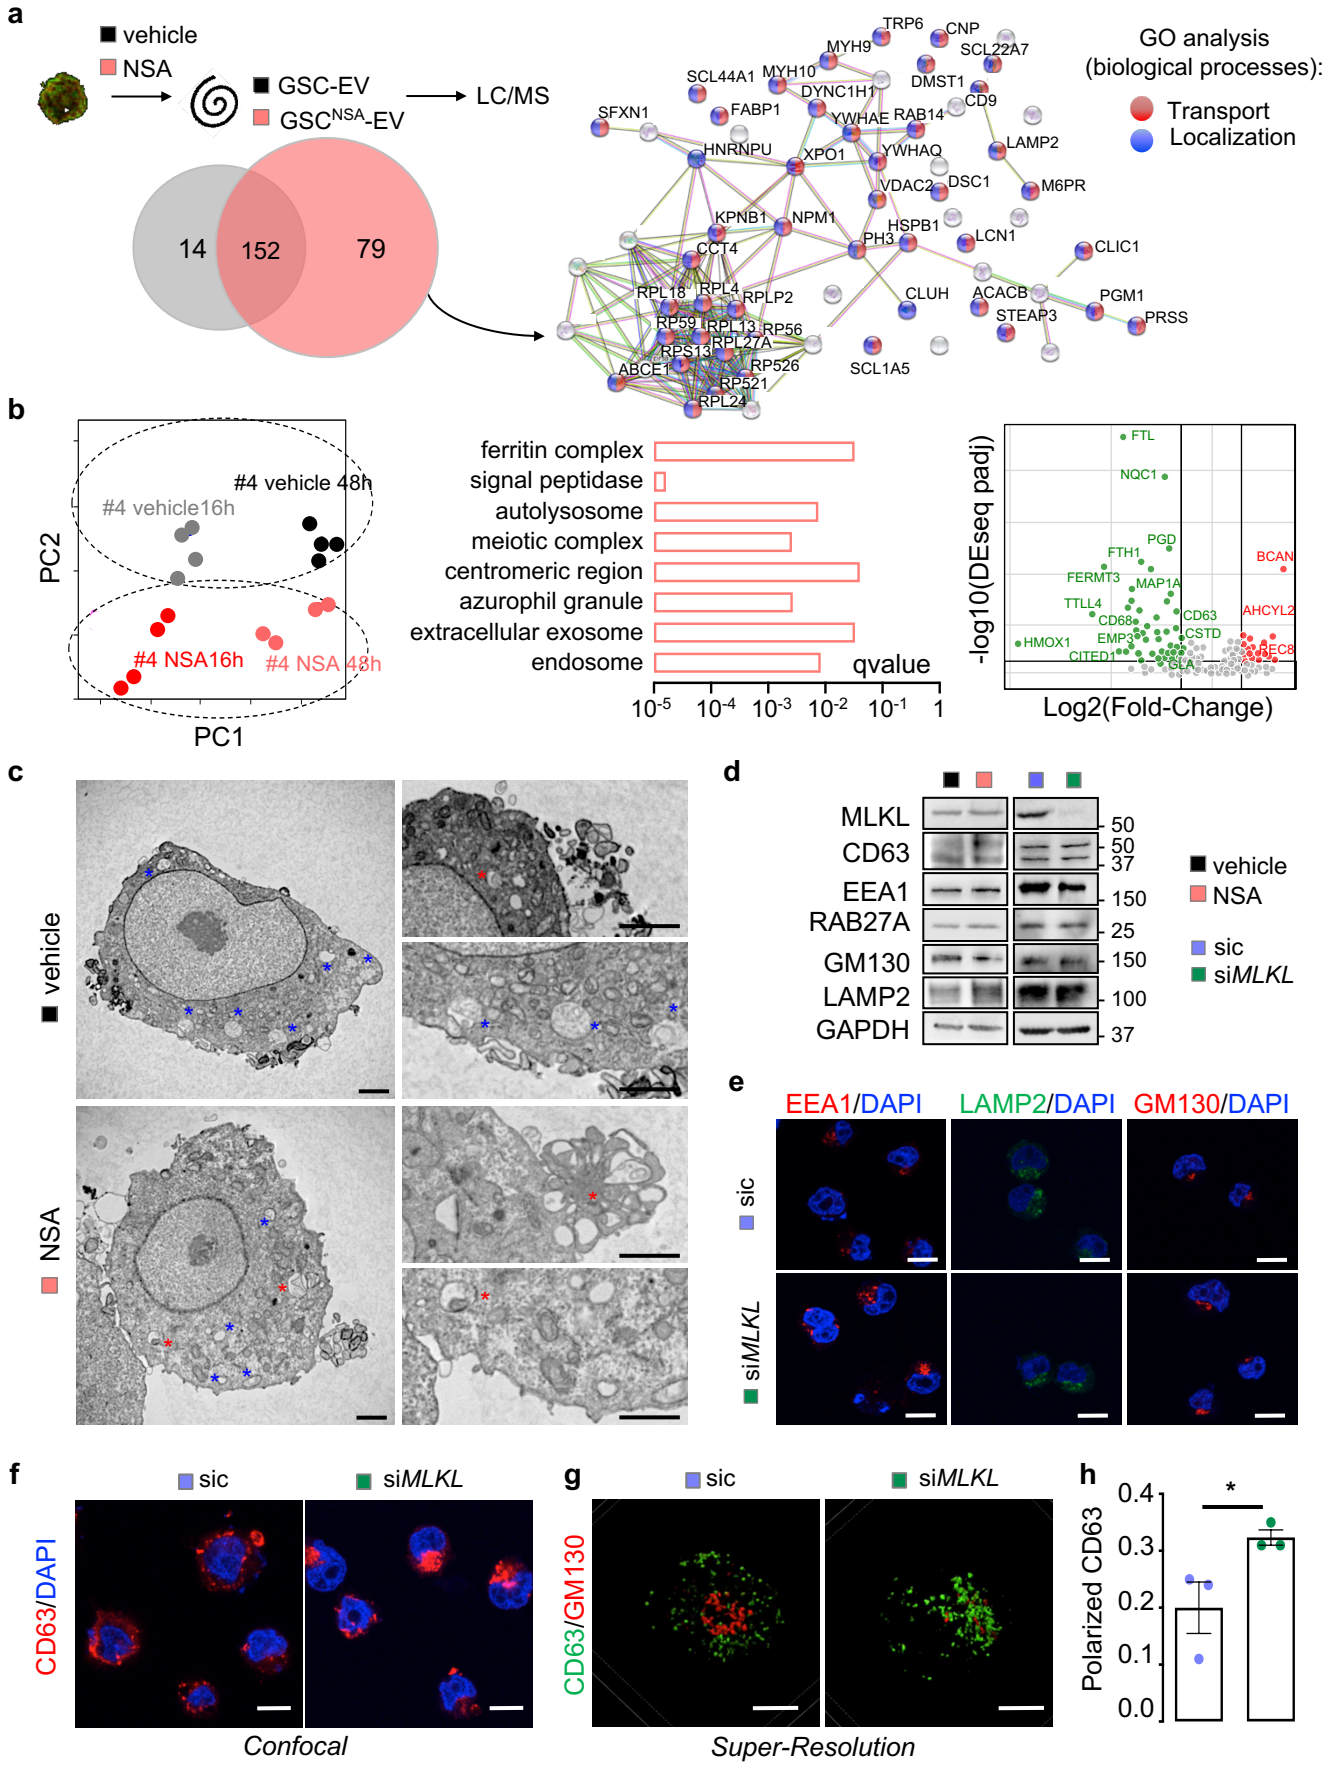 a
vehicle
NSA
GSC-EV
GSCNSA-EV
LC/MS
14
152
79
TRP6
CNP
MYH9
SCL22A7
MYH10
DMST1
SCL44A1
DYNC1H1
CD9
FABP1
SFXN1
YWHAE
RAB14
LAMP2
HNRNPU
XPO1
YWHAQ
VDAC2
DSC1
M6PR
KPNB1
NPM1
HSPB1
CCT4
PH3
LCN1
CLIC1
RPL18
RPL4
RPLP2
CLUH
ACACB
PGM1
RP59
RPL13
RP56
STEAP3
PRSS
RPL27A
RPS13
RP526
ABCE1
SCL1A5
RP521
RPL24
GO analysis
(biological processes):
Transport
Localization
b
#4 vehicle 48h
#4 vehicle16h
#4 NSA16h
#4 NSA 48h
PC2
PC1
ferritin complex
signal peptidase
autolysosome
meiotic complex
centromeric region
azurophil granule
extracellular exosome
endosome
qvalue
10-5
10-4
10-3
10-2
10-1
1
-log10(DEseq padj)
FTL
NQC1
PGD
FTH1
FERMT3
MAP1A
TTLL4
CD68
CD63
EMP3
CSTD
HMOX1
CITED1
GLA
BCAN
AHCYL2
REC8
Log2(Fold-Change)
c
vehicle
*
*
*
*
*
*
*
*
*
*
NSA
*
*
*
*
*
*
*
*
d
MLKL
50
CD63
50
37
EEA1
150
RAB27A
25
GM130
150
LAMP2
100
GAPDH
37
vehicle
NSA
sic
siMLKL
e
EEA1/DAPI
LAMP2/DAPI
GM130/DAPI
sic
siMLKL
f
sic
siMLKL
CD63/DAPI
Confocal
g
sic
siMLKL
CD63/GM130
Super-Resolution
h
*
Polarized CD63
0.4
0.3
0.2
0.1
0.0